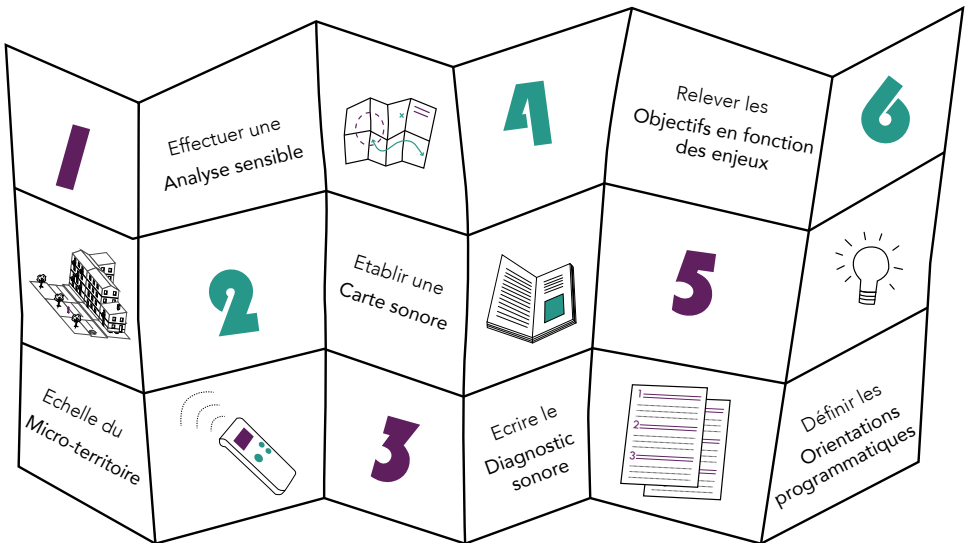 1
Echelle du
Micro-territoire
Effectuer une
Analyse sensible
2
Etablir une
Carte sonore
3
4
Ecrire le
Diagnostic
sonore
Relever les
Objectifs en fonction
des enjeux
5
1
2
3
6
Définir les
Orientations
programmatiques